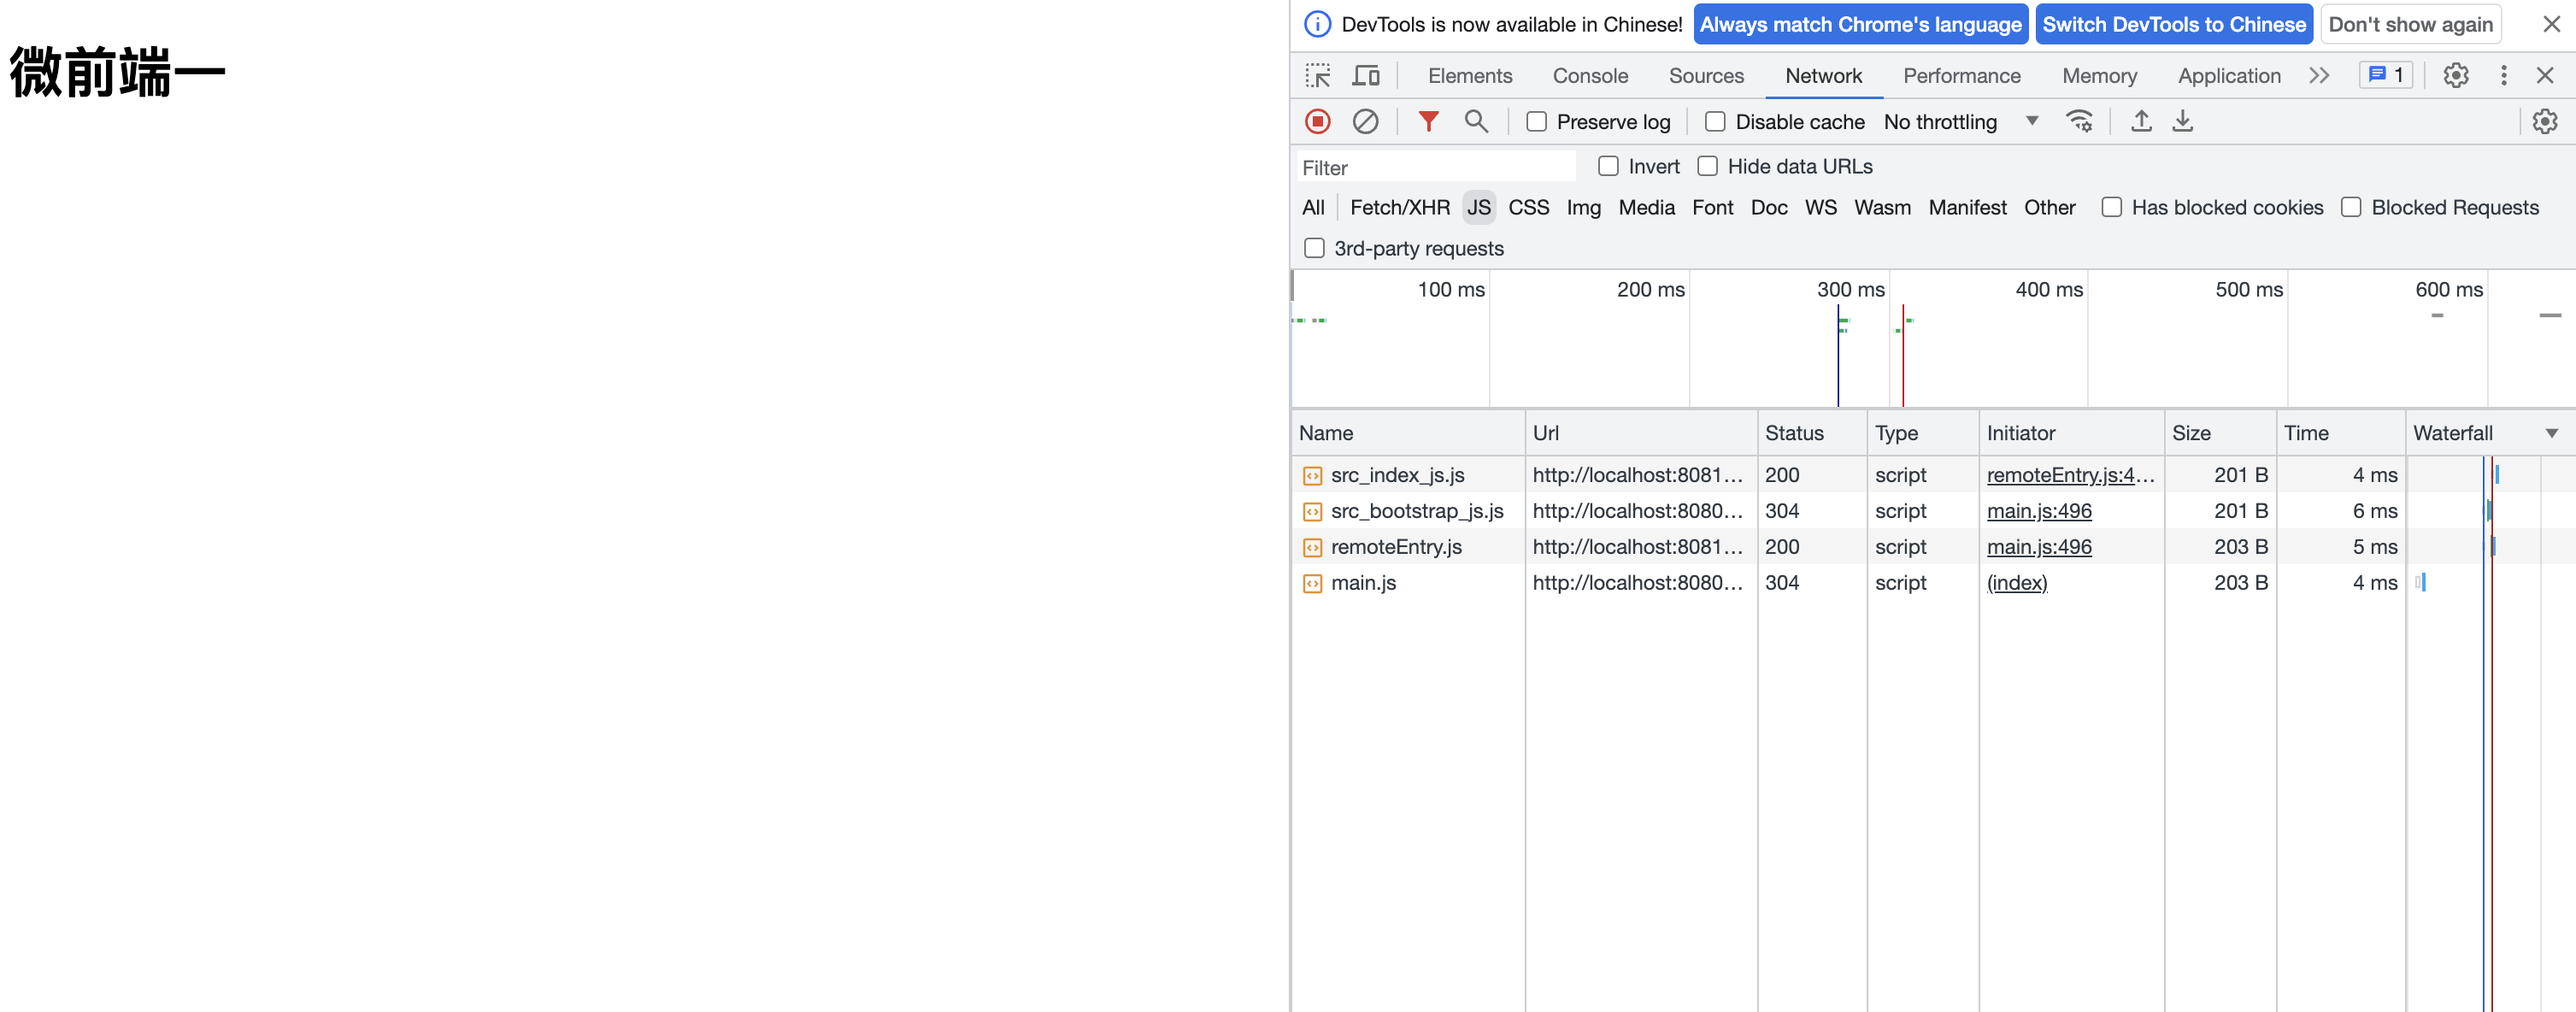 微前端一
DevTools is now available in Chinese! Always match Chrome's language Switch DevTools to Chinese Don't show again
Elements Console Sources Network Performance Memory Application 1
Preserve log Disable cache No throttling
Filter Invert Hide data URLs
All Fetch/XHR JS CSS Img Media Font Doc WS Wasm Manifest Other Has blocked cookies Blocked Requests
3rd-party requests
100 ms 200 ms 300 ms 400 ms 500 ms 600 ms
Name Url Status Type Initiator Size Time Waterfall
src_index_js.js http://localhost:8081... 200 script remoteEntry.js:4... 201 B 4 ms
src_bootstrap_js.js http://localhost:8080... 304 script main.js:496 201 B 6 ms
remoteEntry.js http://localhost:8081... 200 script main.js:496 203 B 5 ms
main.js http://localhost:8080... 304 script (index) 203 B 4 ms